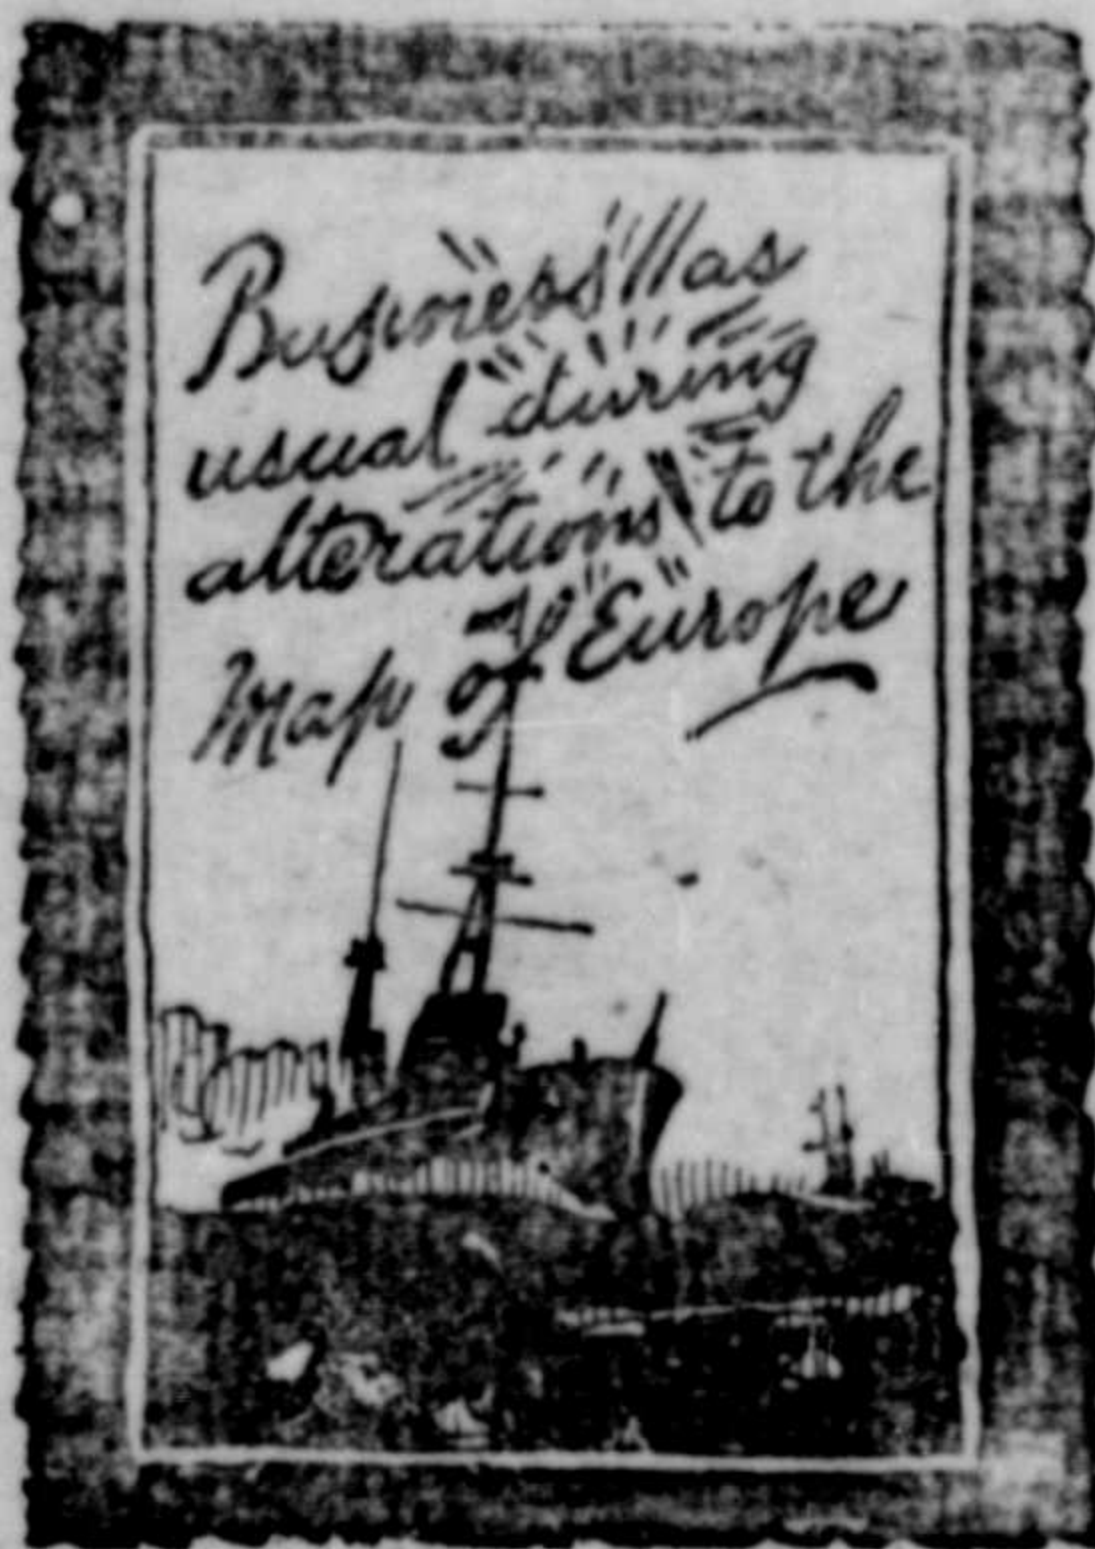 Business as
usual during
alterations to the
Map of Europe